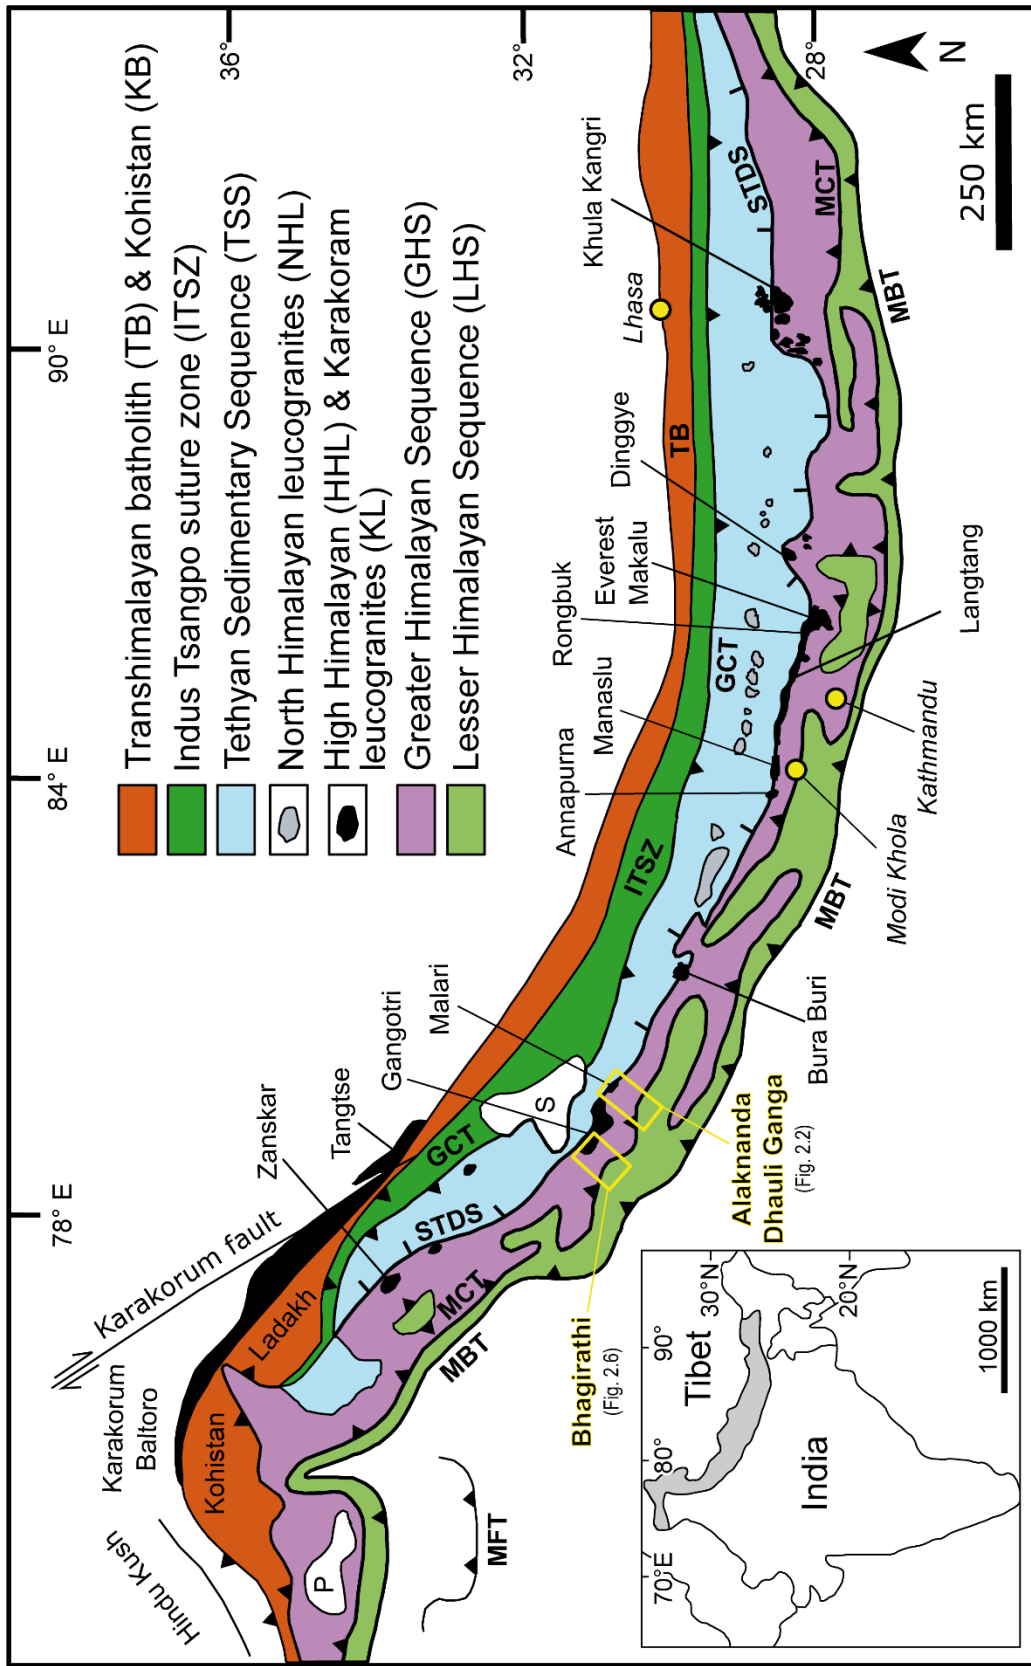 Transhimalayan batholith (TB) & Kohistan (KB)
Indus Tsangpo suture zone (ITSZ)
Tethyan Sedimentary Sequence (TSS)
North Himalayan leucogranites (NHL)
High Himalayan (HHL) & Karakoram
leucogranites (KL)
Greater Himalayan Sequence (GHS)
Lesser Himalayan Sequence (LHS)
78° E
84° E
90° E
36°
32°
28°
N
250 km
Hindu Kush
Karakorum
Baltoro
Karakorum fault
Kohistan
Ladakh
P
MFT
Zanskar
Tangtse
Gangotri
Malari
GCT
STDS
MCT
MBT
S
ITSZ
Annapurna
Manaslu
Rongbuk
Everest
Makalu
Dinggye
Lhasa
Khula Kangri
TB
GCT
STDS
MCT
MBT
MBT
Langtang
Kathmandu
Modi Khola
Bura Buri
Alaknanda
Dhauli Ganga
(Fig. 2.2)
Bhagirathi
(Fig. 2.6)
70°E
80°
90°
30°N
20°N
Tibet
India
1000 km